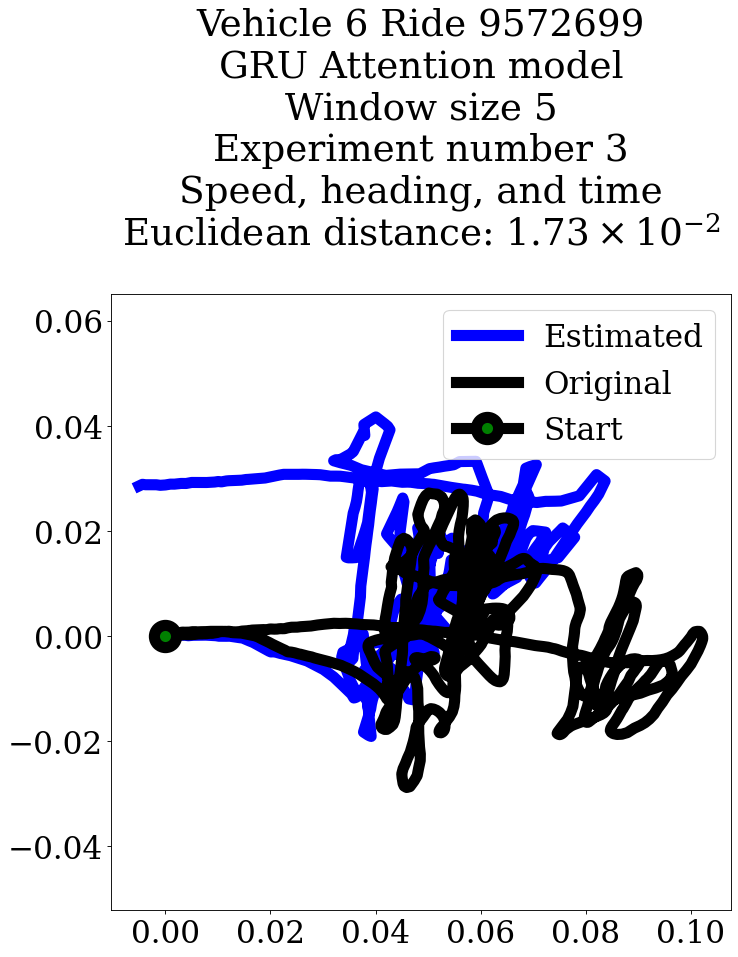 Vehicle 6 Ride 9572699
GRU Attention model
Window size 5
Experiment number 3
Speed, heading, and time
Euclidean distance: 1.73 × 10⁻²
Estimated
Original
Start
0.06
0.04
0.02
0.00
−0.02
−0.04
0.00 0.02 0.04 0.06 0.08 0.10